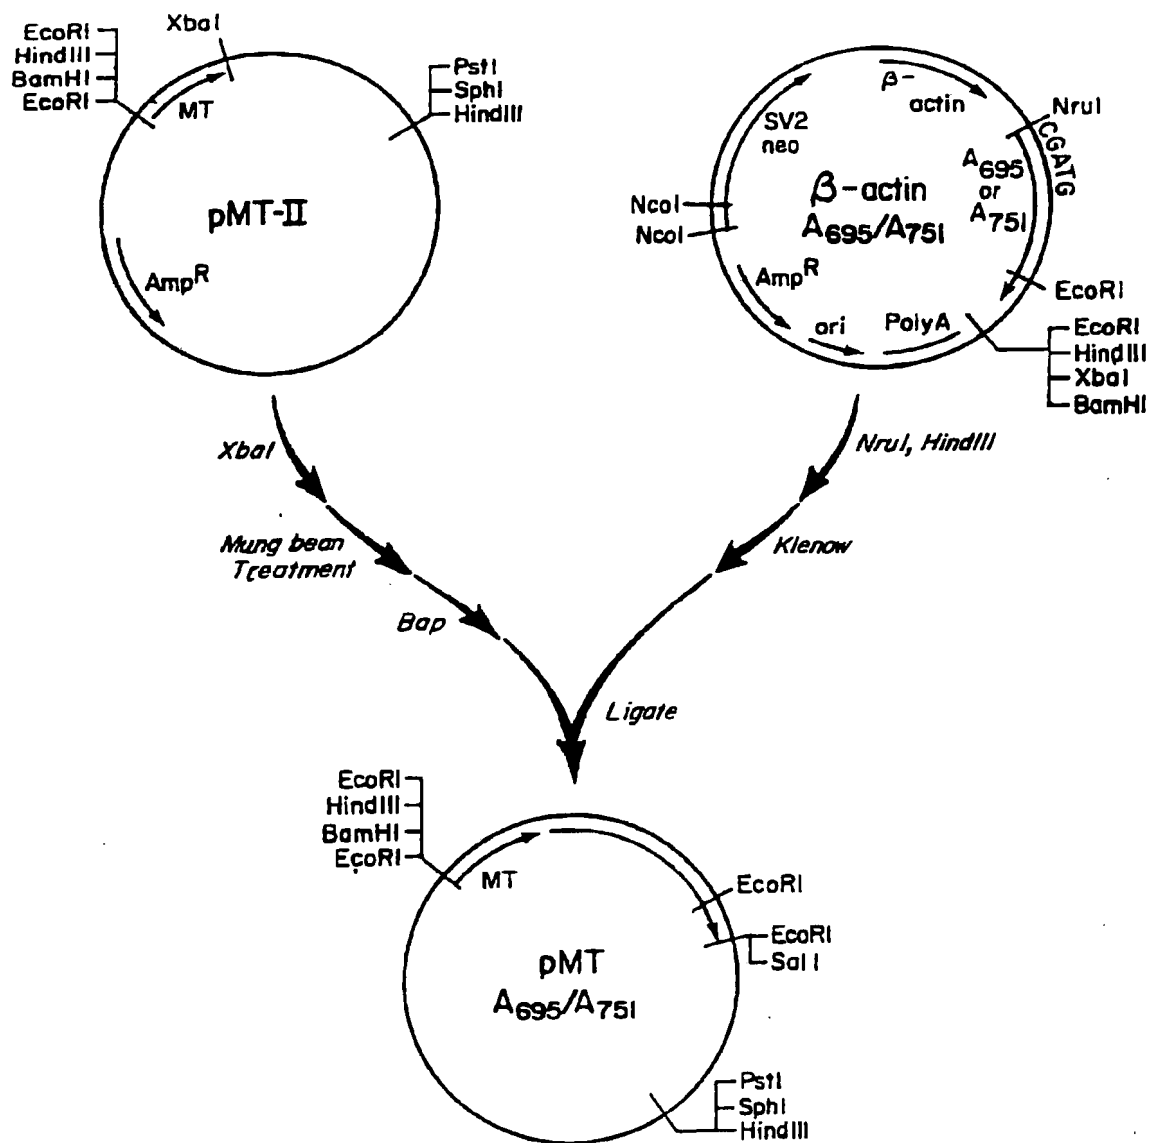 EcoRI
HindIII
BamHI
EcoRI
XbaI
MT
PstI
SphI
HindIII
pMT-II
Amp^R
β-
actin
NruI
CGATG
SV2
neo
A695
or
A751
β-actin
A695/A751
NcoI
NcoI
Amp^R
ori
PolyA
EcoRI
EcoRI
HindIII
XbaI
BamHI
XbaI
NruI, HindIII
Mung bean
Treatment
Klenow
Bap
Ligate
EcoRI
HindIII
BamHI
EcoRI
MT
EcoRI
EcoRI
SalI
pMT
A695/A751
PstI
SphI
HindIII